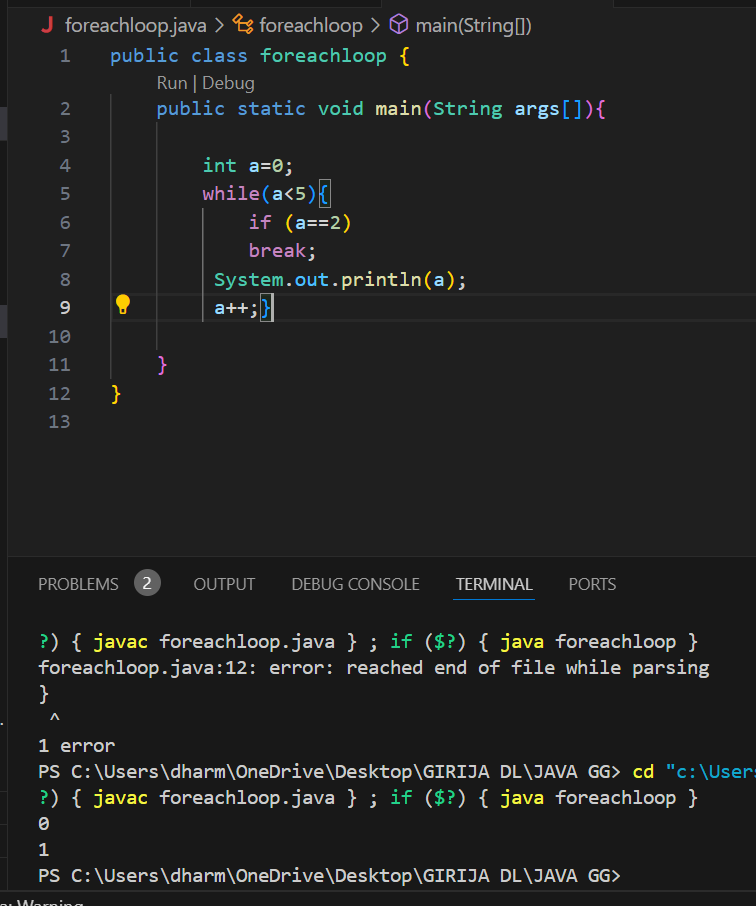 J foreachloop.java > foreachloop > main(String[])
1 public class foreachloop {
Run | Debug
2 public static void main(String args[]){
3
4 int a=0;
5 while(a<5){
6 if (a==2)
7 break;
8 System.out.println(a);
9 a++;}
10
11 }
12 }
13
PROBLEMS 2 OUTPUT DEBUG CONSOLE TERMINAL PORTS
?) { javac foreachloop.java } ; if ($?) { java foreachloop }
foreachloop.java:12: error: reached end of file while parsing
}
^
1 error
PS C:\Users\dharm\OneDrive\Desktop\GIRIJA DL\JAVA GG> cd "c:\Users
?) { javac foreachloop.java } ; if ($?) { java foreachloop }
0
1
PS C:\Users\dharm\OneDrive\Desktop\GIRIJA DL\JAVA GG>